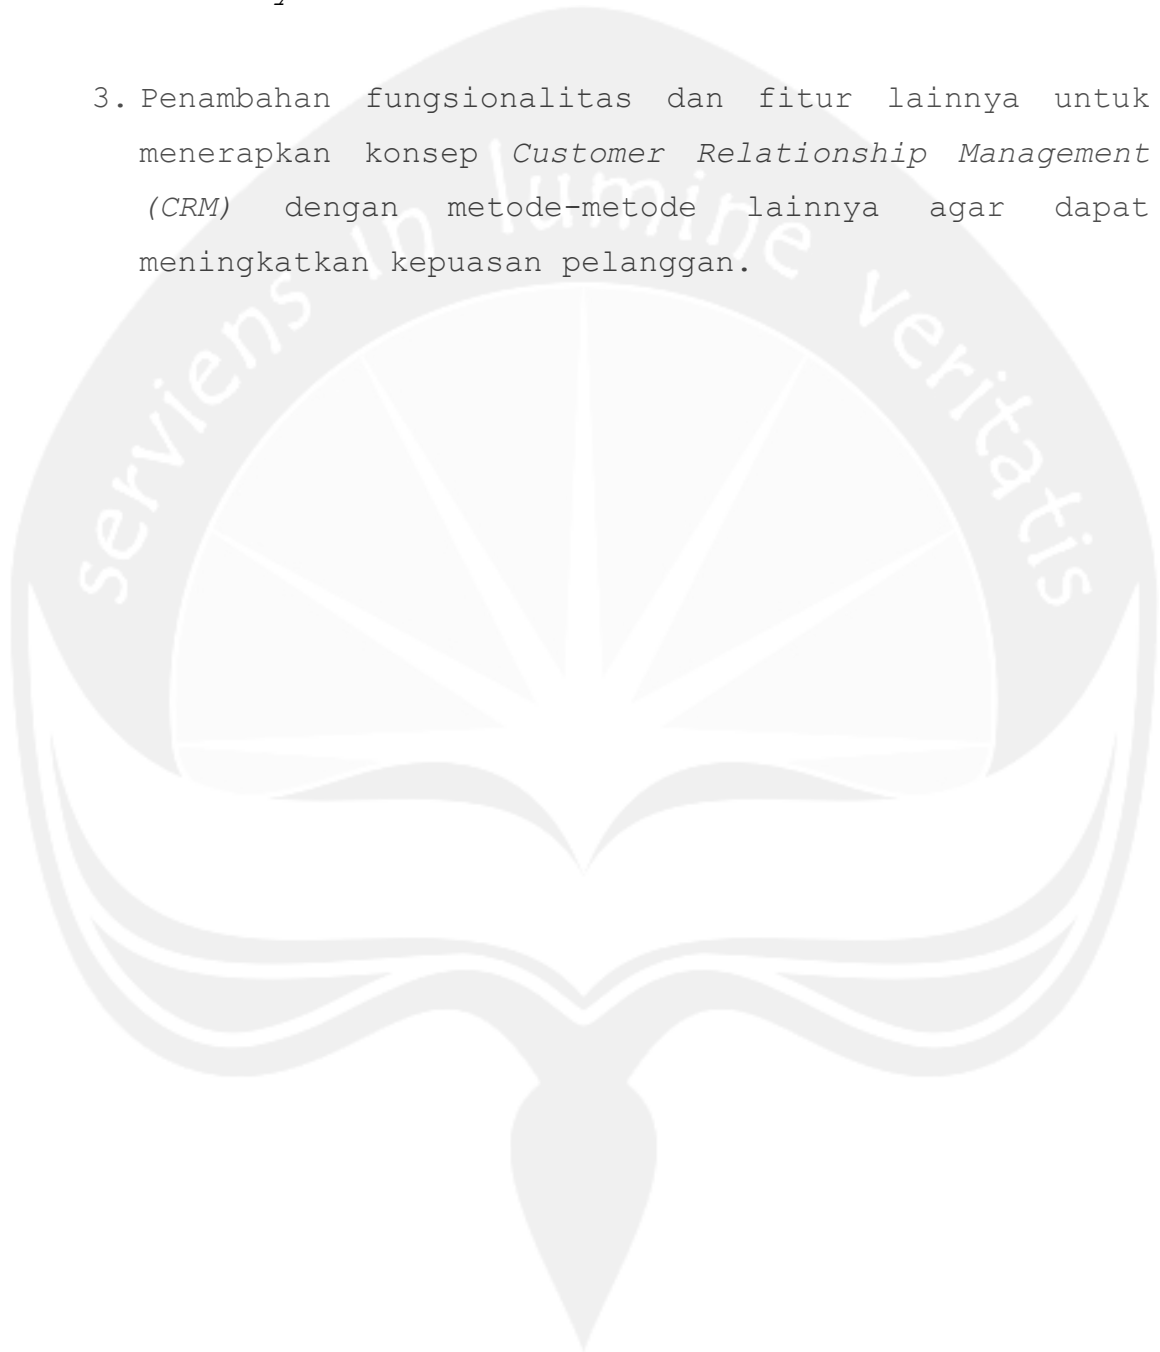 3. Penambahan fungsionalitas dan fitur lainnya untuk
menerapkan konsep Customer Relationship Management
(CRM) dengan metode-metode lainnya agar dapat
meningkatkan kepuasan pelanggan.
serviens in lumine veritatis